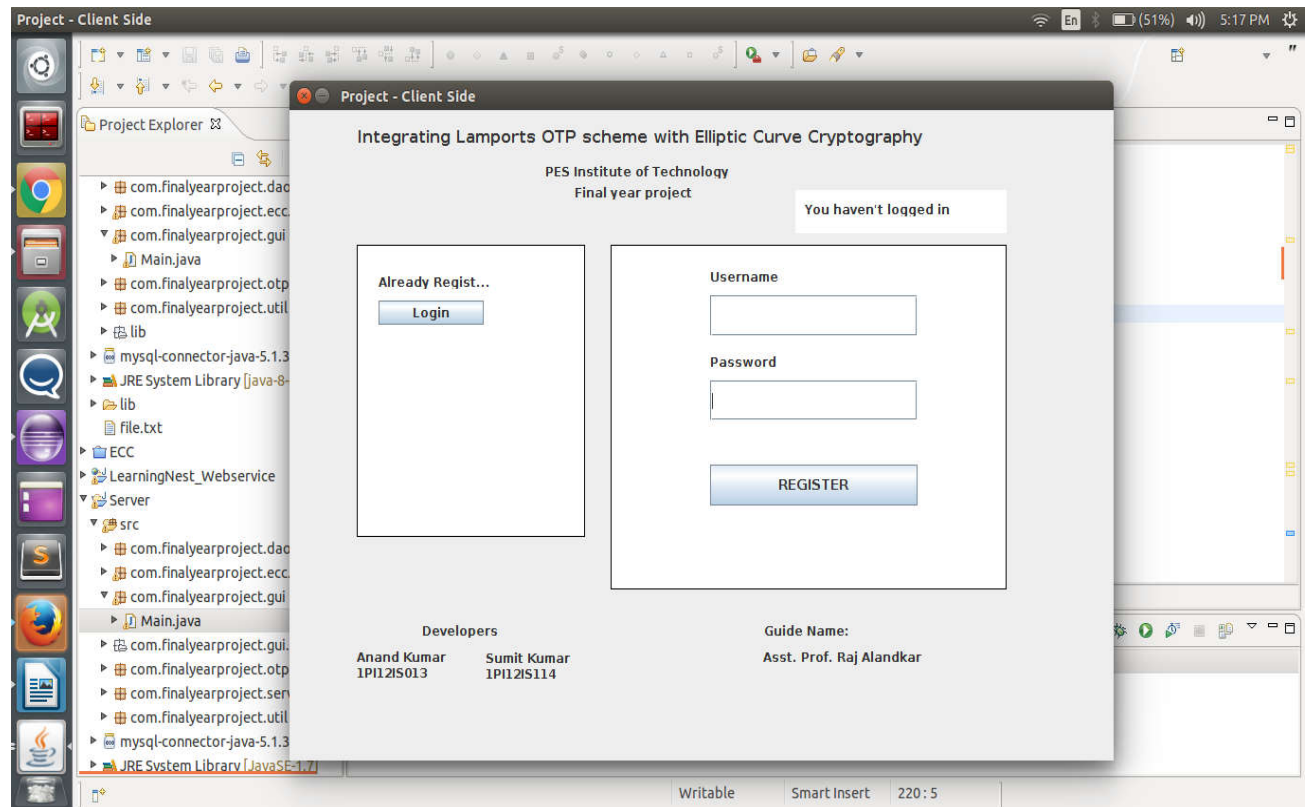 Project - Client Side
En
(51%)
5:17 PM
Project Explorer
com.finalyearproject.dao
com.finalyearproject.ecc.
com.finalyearproject.gui
Main.java
com.finalyearproject.otp
com.finalyearproject.util
lib
mysql-connector-java-5.1.3
JRE System Library [java-8-
lib
file.txt
ECC
LearningNest_Webservice
Server
src
com.finalyearproject.dao
com.finalyearproject.ecc.
com.finalyearproject.gui
Main.java
com.finalyearproject.gui.
com.finalyearproject.otp
com.finalyearproject.serv
com.finalyearproject.util
mysql-connector-java-5.1.3
JRE System Library [JavaSE-1.7]
Project - Client Side
Integrating Lamports OTP scheme with Elliptic Curve Cryptography
PES Institute of Technology
Final year project
You haven't logged in
Already Regist...
Login
Username
Password
REGISTER
Developers
Anand Kumar
1PI12IS013
Sumit Kumar
1PI12IS114
Guide Name:
Asst. Prof. Raj Alandkar
Writable
Smart Insert
220 : 5